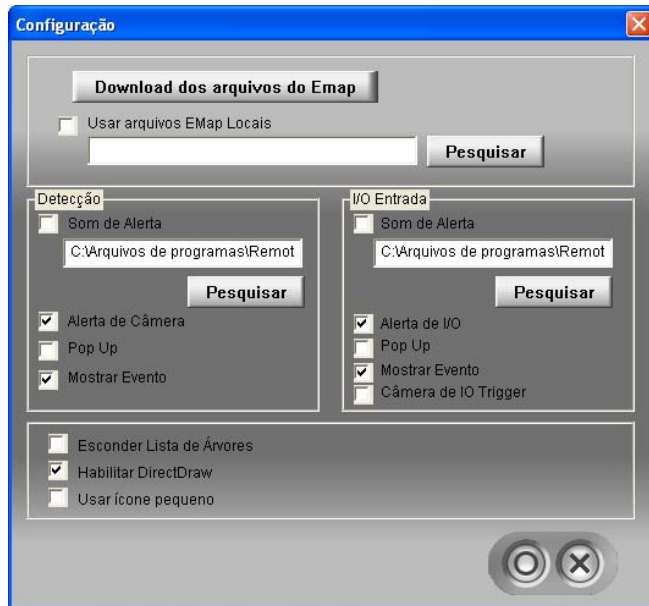 Configuração
Download dos arquivos do Emap
Usar arquivos EMap Locais
Pesquisar
Detecção
Som de Alerta
C:\Arquivos de programas\Remot
Pesquisar
Alerta de Câmera
Pop Up
Mostrar Evento
I/O Entrada
Som de Alerta
C:\Arquivos de programas\Remot
Pesquisar
Alerta de I/O
Pop Up
Mostrar Evento
Câmera de IO Trigger
Esconder Lista de Árvores
Habilitar DirectDraw
Usar ícone pequeno